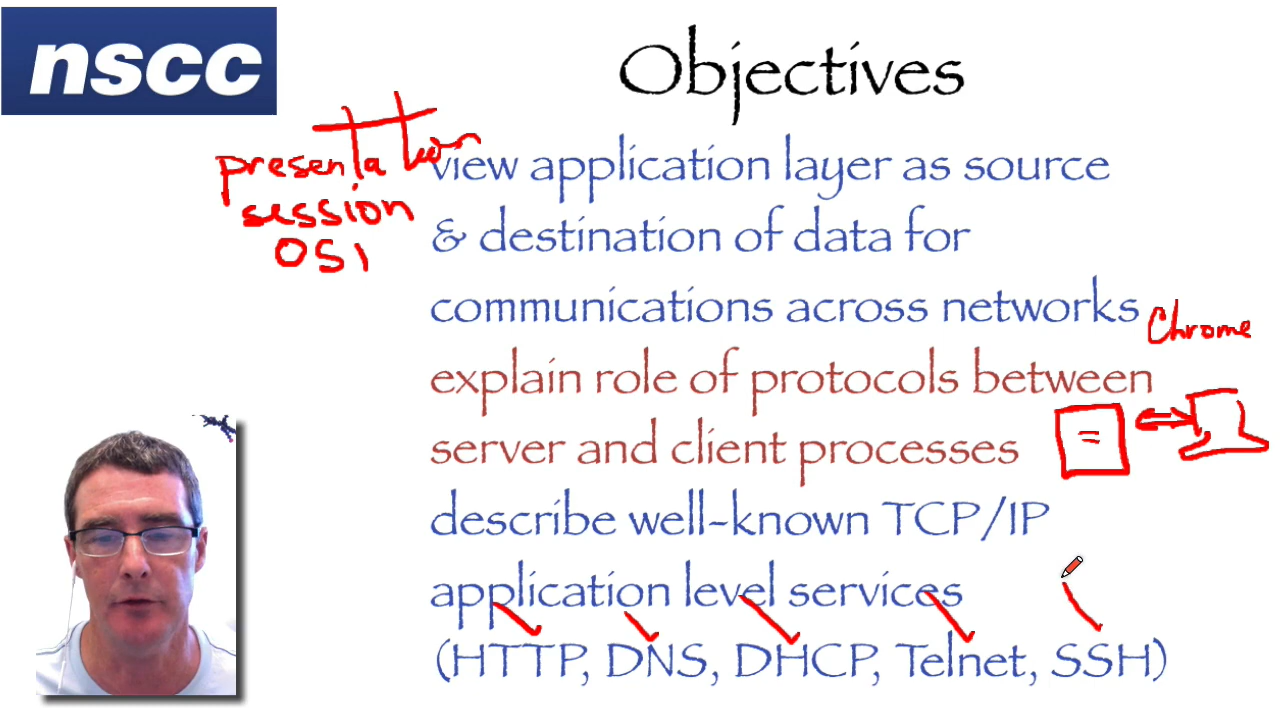 nscc
Objectives
presentation
session
OSI
view application layer as source
& destination of data for
communications across networks
Chrome
explain role of protocols between
server and client processes
describe well-known TCP/IP
application level services
(HTTP, DNS, DHCP, Telnet, SSH)